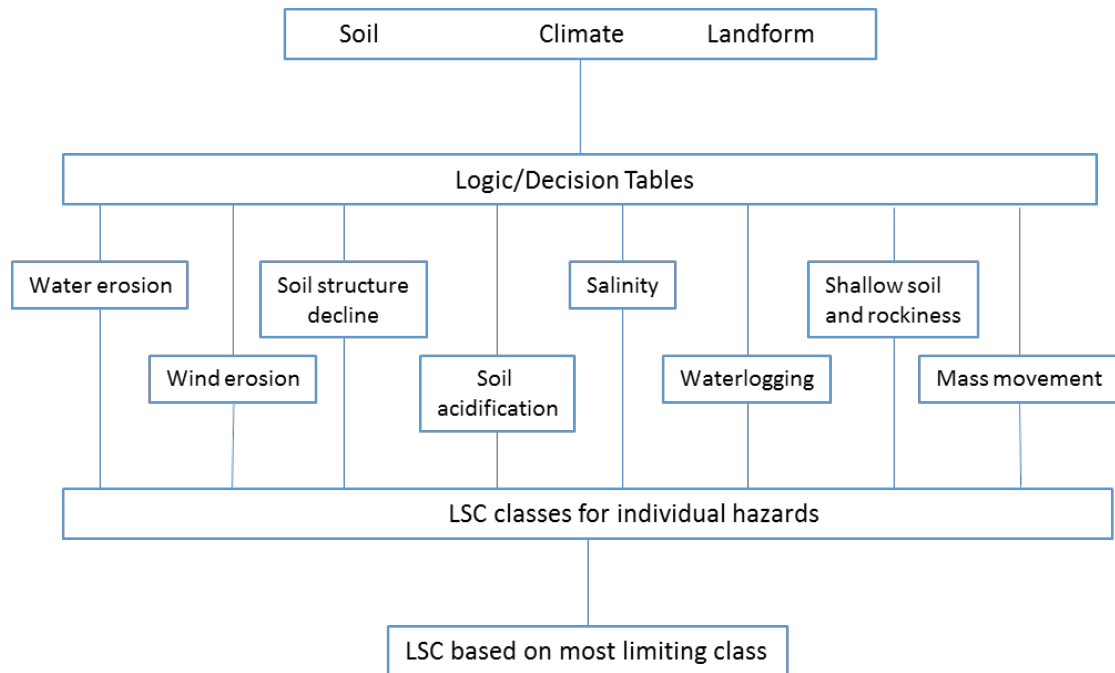 Soil Climate Landform
Logic/Decision Tables
Water erosion
Soil structure
decline
Salinity
Shallow soil
and rockiness
Wind erosion
Soil
acidification
Waterlogging
Mass movement
LSC classes for individual hazards
LSC based on most limiting class